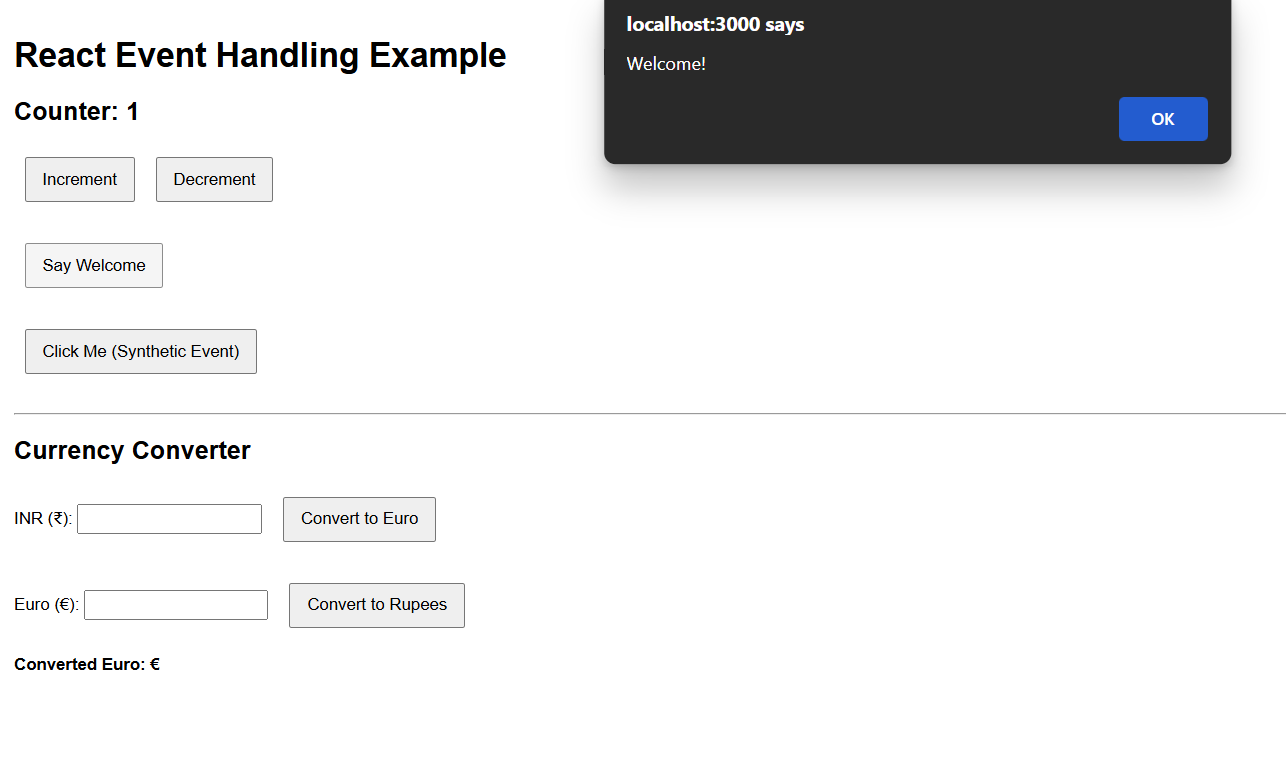 React Event Handling Example
localhost:3000 says
Welcome!
OK
Counter: 1
Increment Decrement
Say Welcome
Click Me (Synthetic Event)
Currency Converter
INR (₹): Convert to Euro
Euro (€): Convert to Rupees
Converted Euro: €